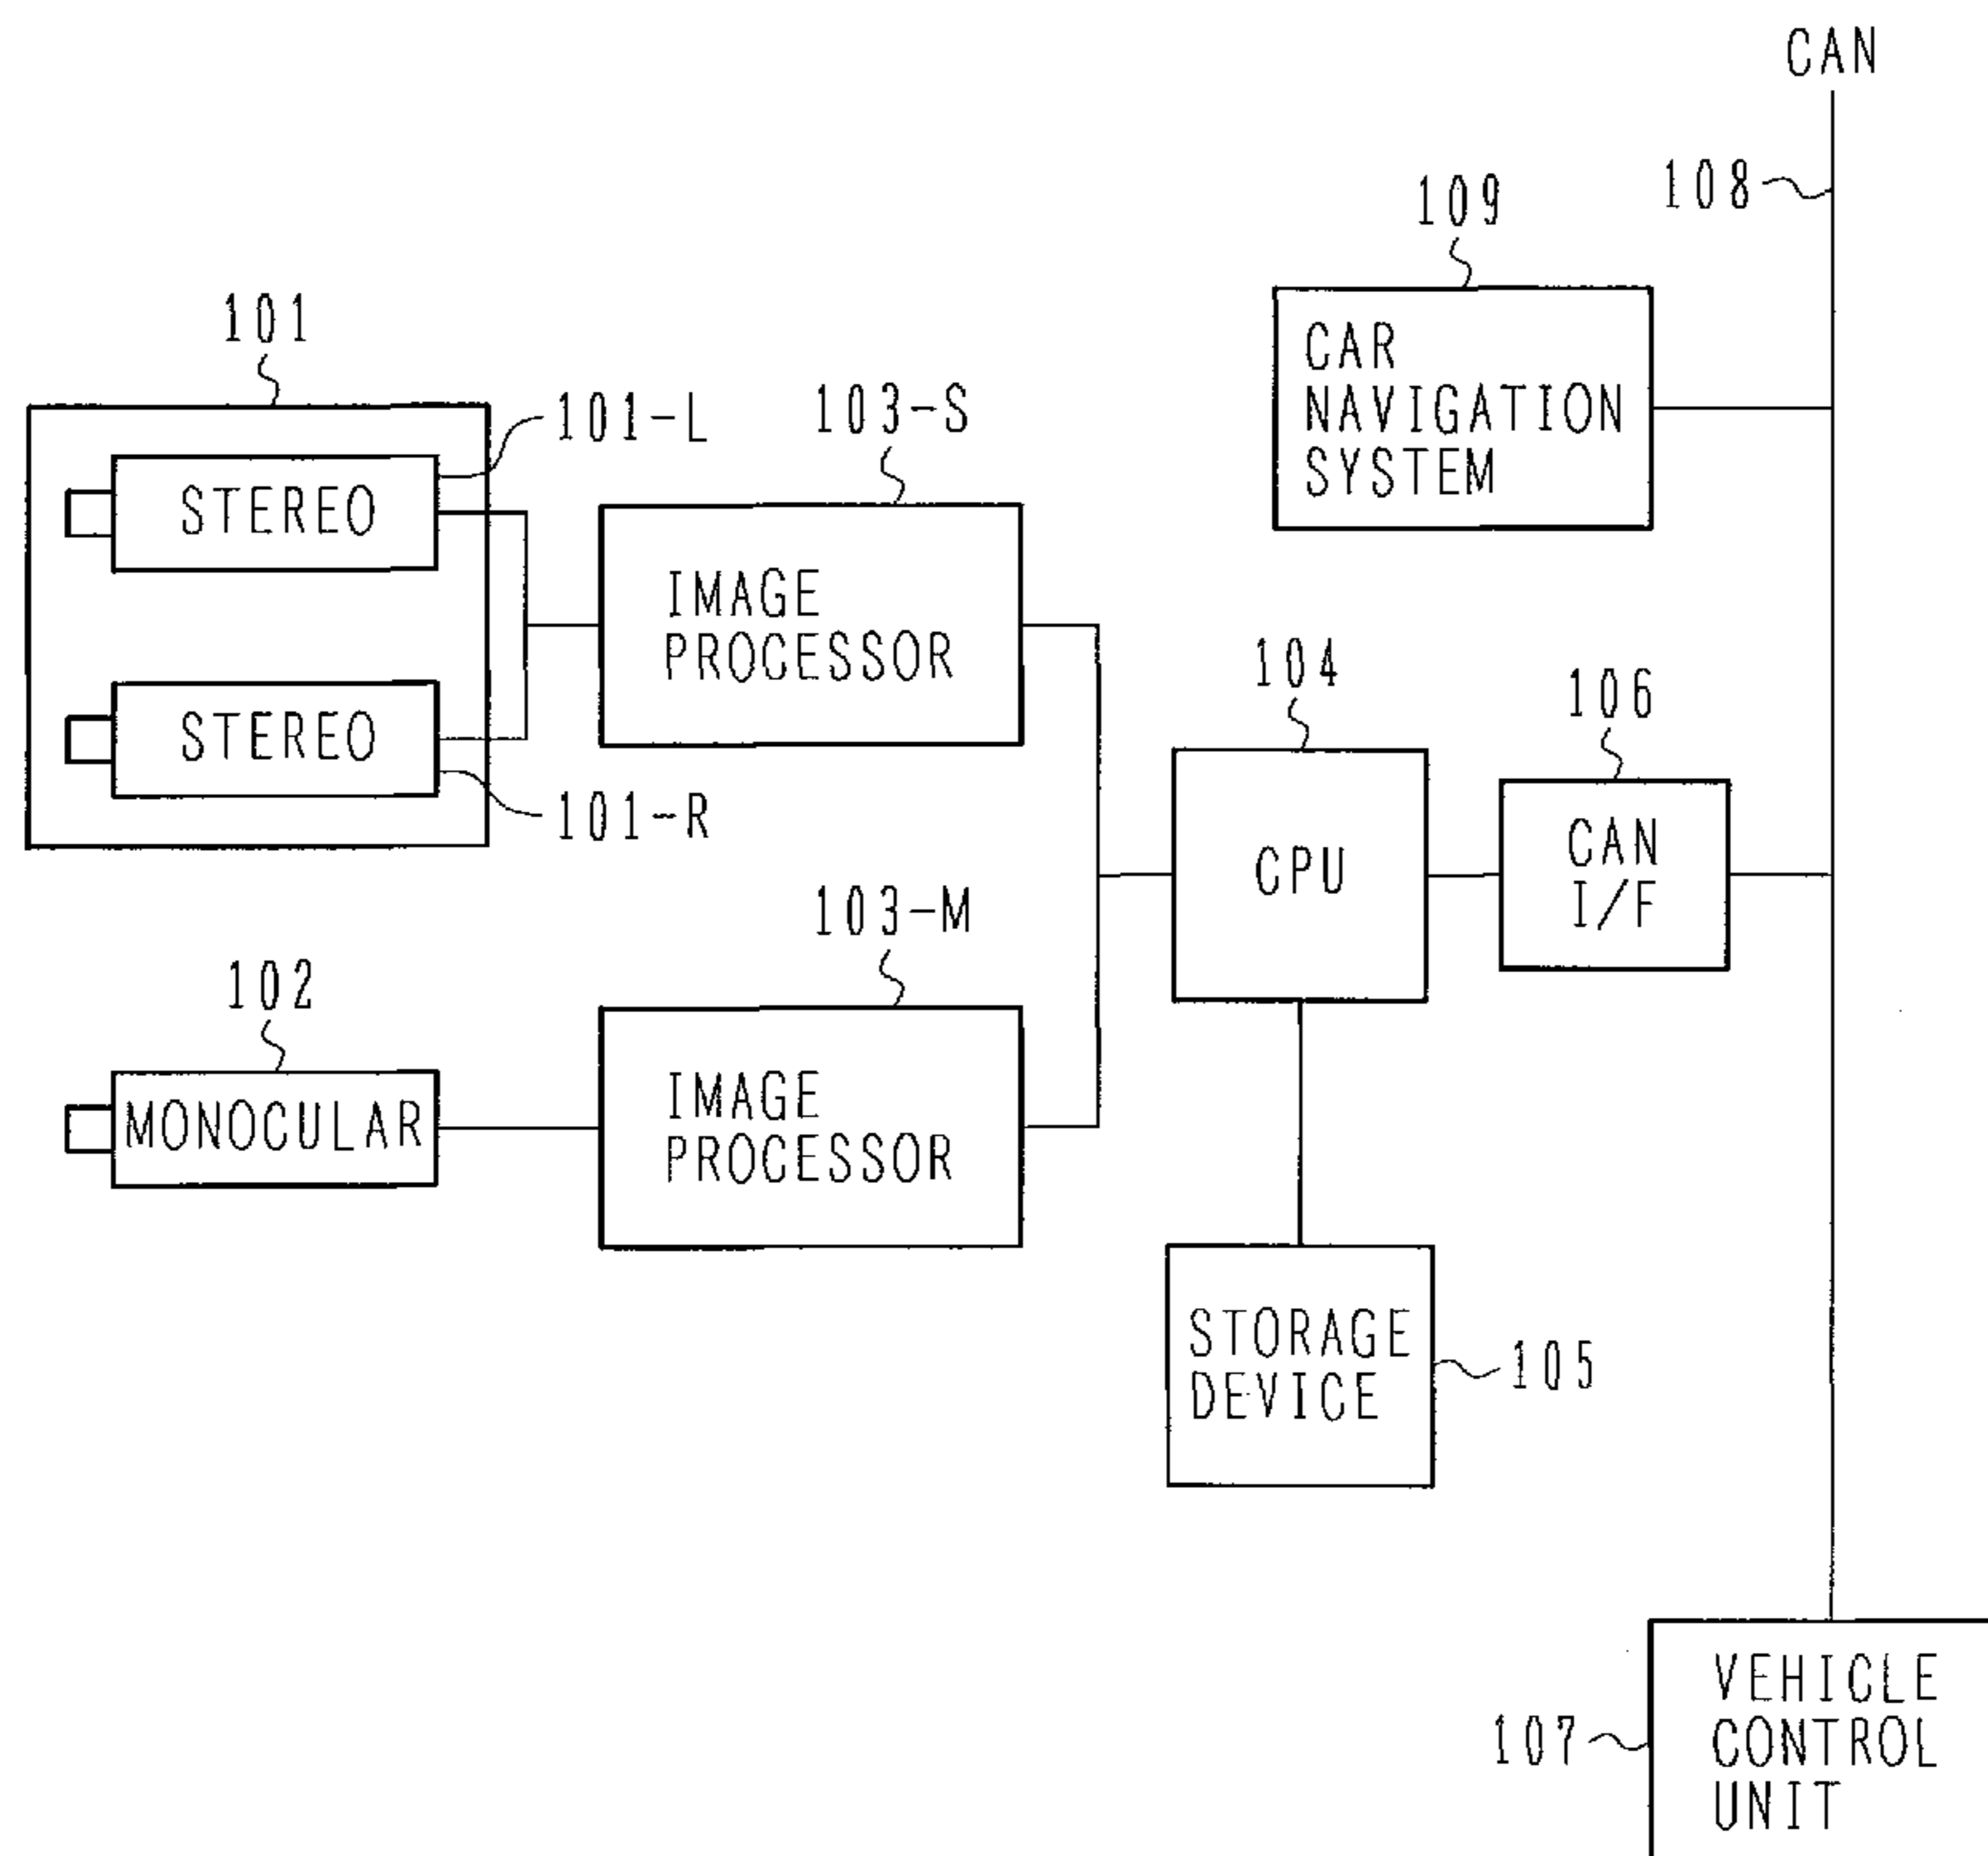 CAN
108
109
CAR
NAVIGATION
SYSTEM
101
101-L
103-S
STEREO
IMAGE
PROCESSOR
STEREO
101-R
104
106
CPU
CAN
I/F
103-M
102
MONOCULAR
IMAGE
PROCESSOR
STORAGE
DEVICE
105
107
VEHICLE
CONTROL
UNIT